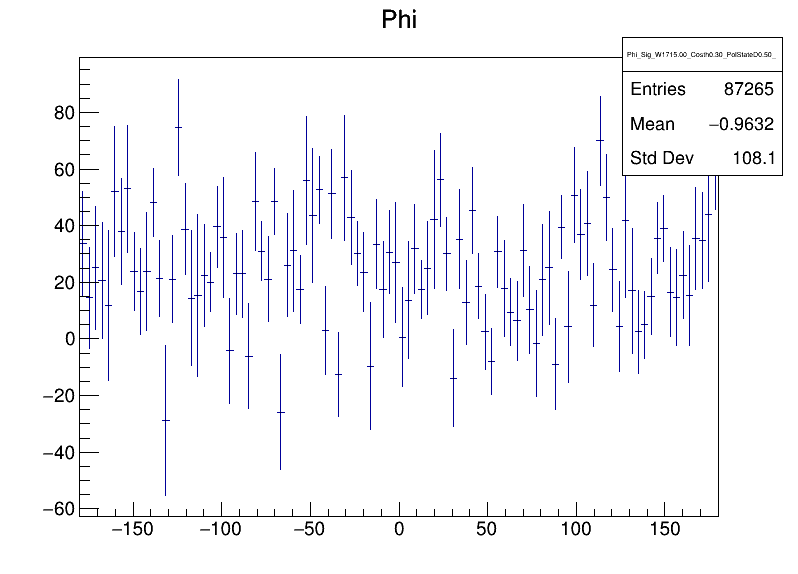 Phi
Phi_Sig_W1715.00_Costh0.30_PolStateD0.50_
Entries 87265
Mean −0.9632
Std Dev 108.1
80
60
40
20
0
−20
−40
−60
−150 −100 −50 0 50 100 150